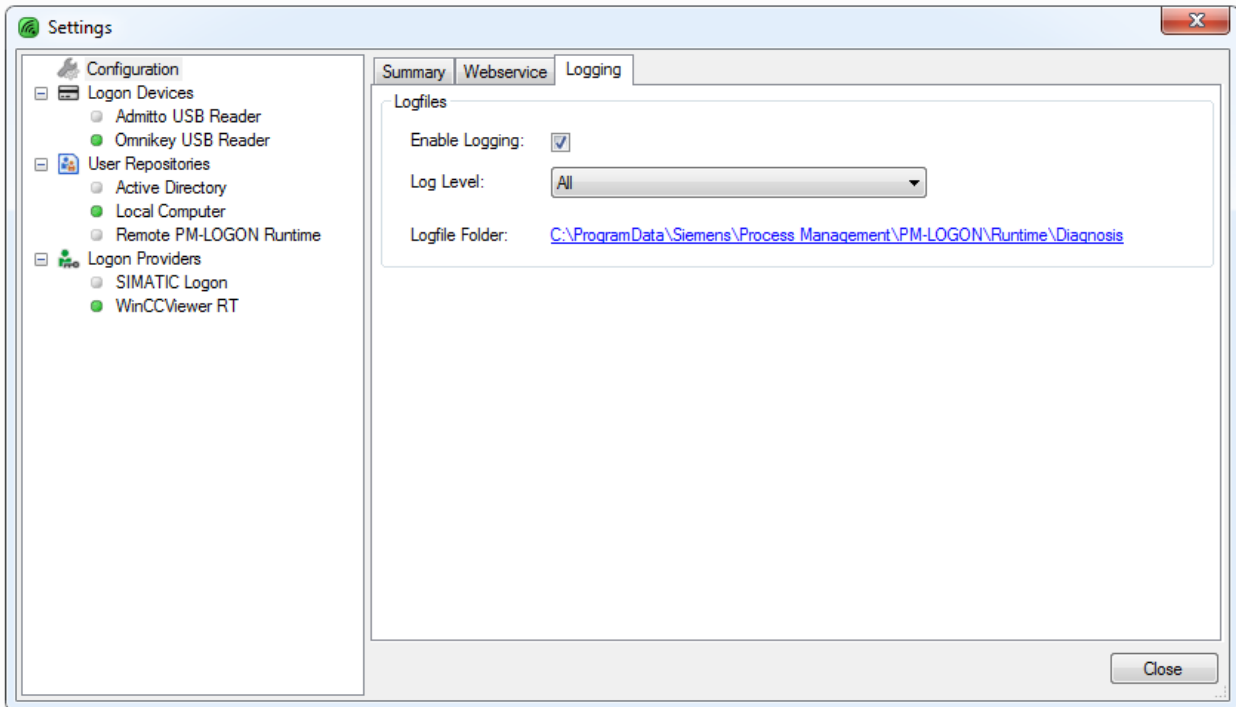 Settings
Configuration
Logon Devices
Admitto USB Reader
Omnikey USB Reader
User Repositories
Active Directory
Local Computer
Remote PM-LOGON Runtime
Logon Providers
SIMATIC Logon
WinCCViewer RT
Summary Webservice Logging
Logfiles
Enable Logging:
Log Level: All
Logfile Folder: C:\ProgramData\Siemens\Process Management\PM-LOGON\Runtime\Diagnosis
Close